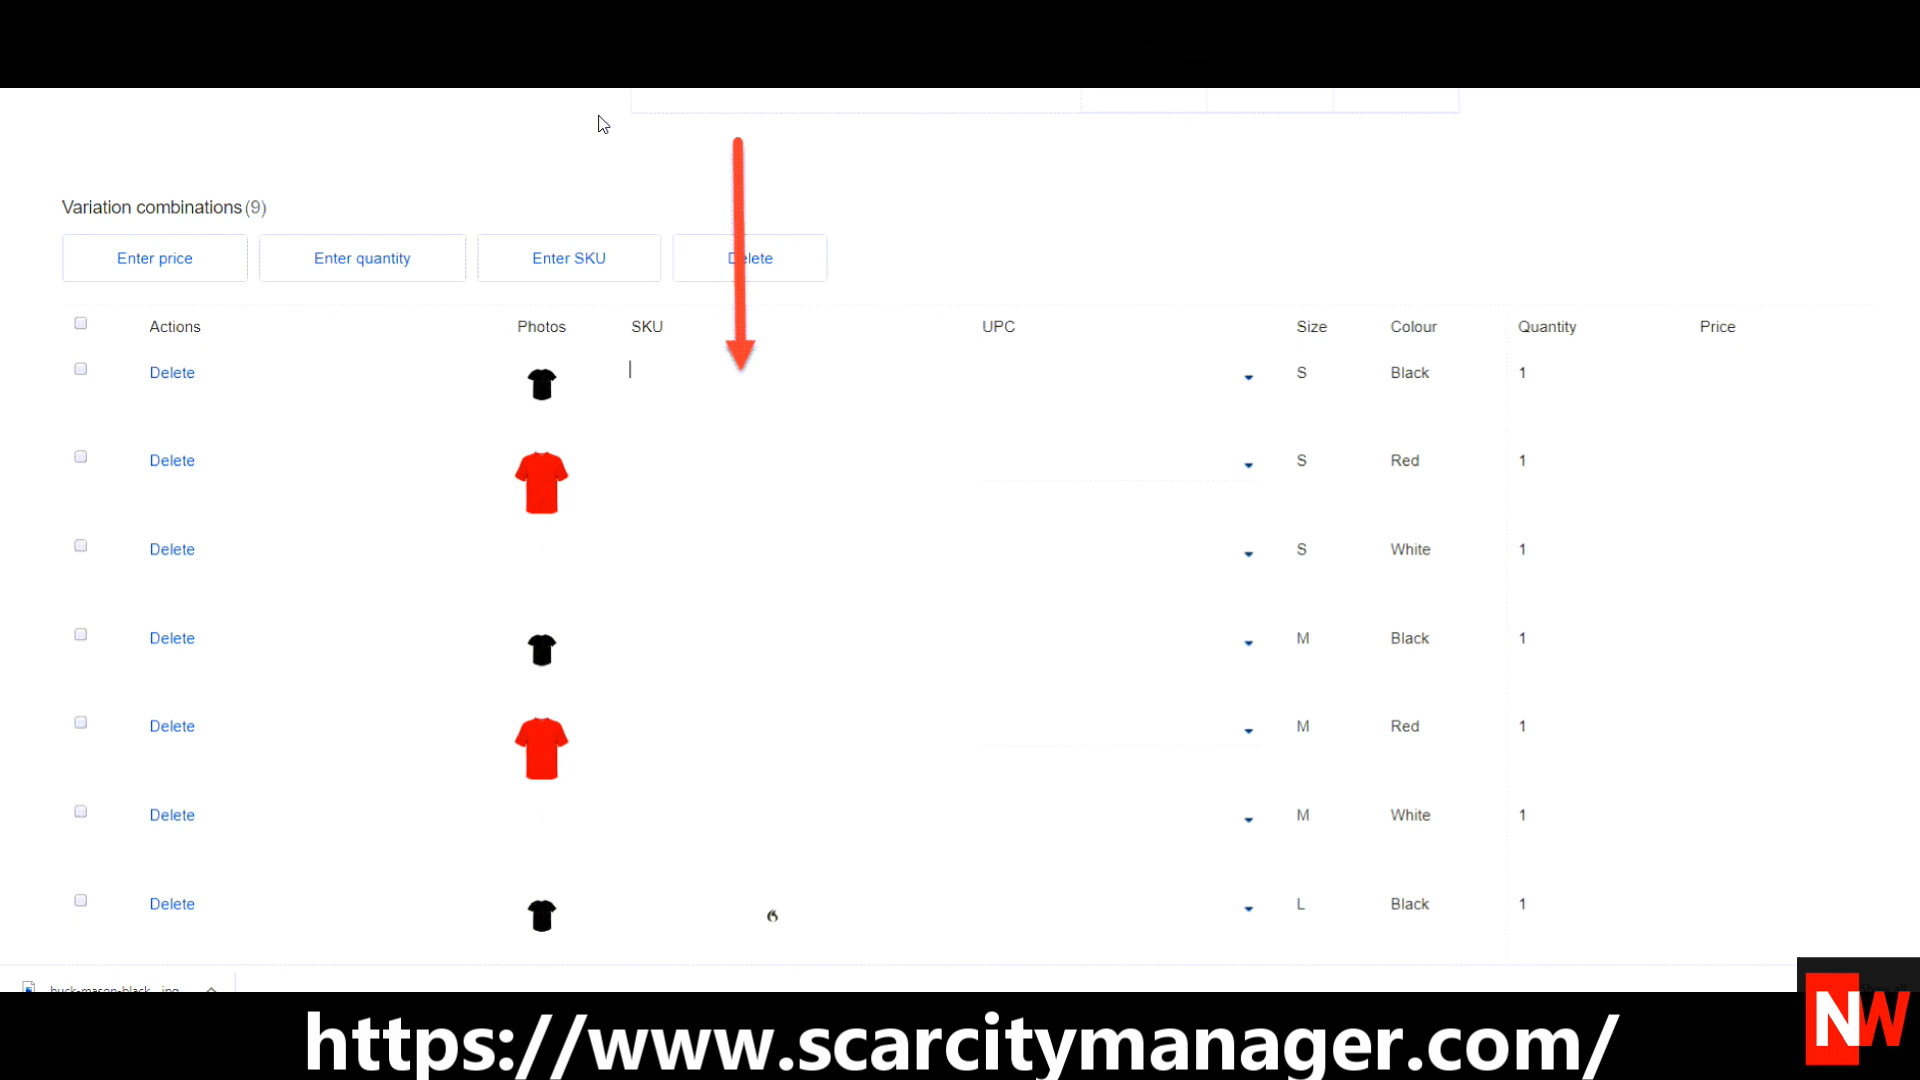 Variation combinations (9)
Enter price Enter quantity Enter SKU Delete
Actions Photos SKU UPC Size Colour Quantity Price
Delete S Black 1
Delete S Red 1
Delete S White 1
Delete M Black 1
Delete M Red 1
Delete M White 1
Delete L Black 1
https://www.scarcitymanager.com/
NW